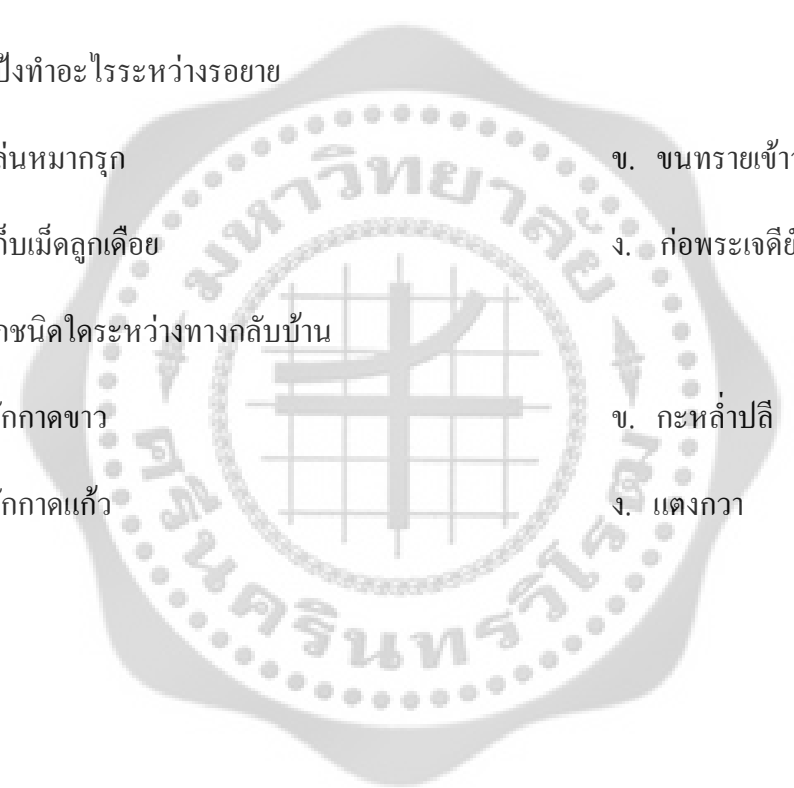 ป้งทำอะไรระหว่างรอยาย
ล่นหมากรุก ข. ขนทรายเข้า
ก็บเม็ดลูกเดือย ง. ก่อพระเจดีย์
กชนิดใดระหว่างทางกลับบ้าน
ักกาดขาว ข. กะหล่ำปลี
ักกาดแก้ว ง. แตงกวา
มหาวิทยาลัย
ศรีนครินทรวิโรฒ